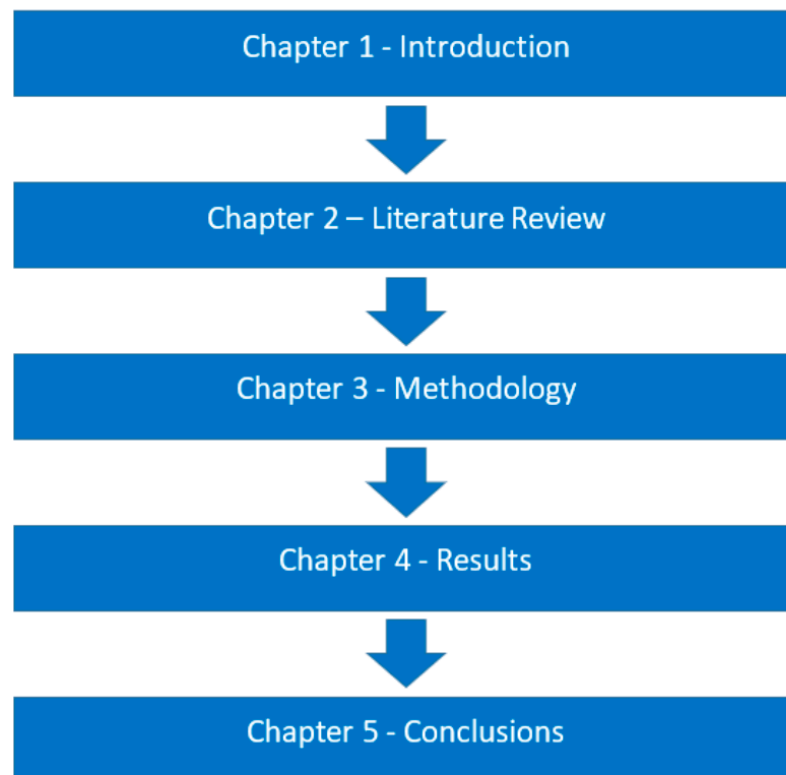 Chapter 1 - Introduction
Chapter 2 – Literature Review
Chapter 3 - Methodology
Chapter 4 - Results
Chapter 5 - Conclusions